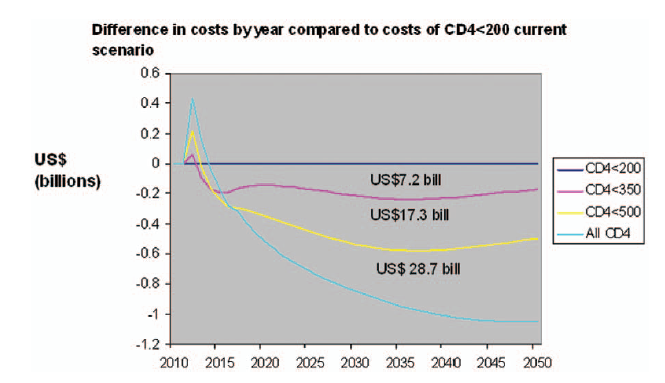 Difference in costs by year compared to costs of CD4<200 current
scenario
US$
(billions)
0.6
0.4
0.2
0
-0.2
-0.4
-0.6
-0.8
-1
-1.2
US$7.2 bill
US$17.3 bill
US$ 28.7 bill
CD4<200
CD4<350
CD4<500
All CD4
2010 2015 2020 2025 2030 2035 2040 2045 2050